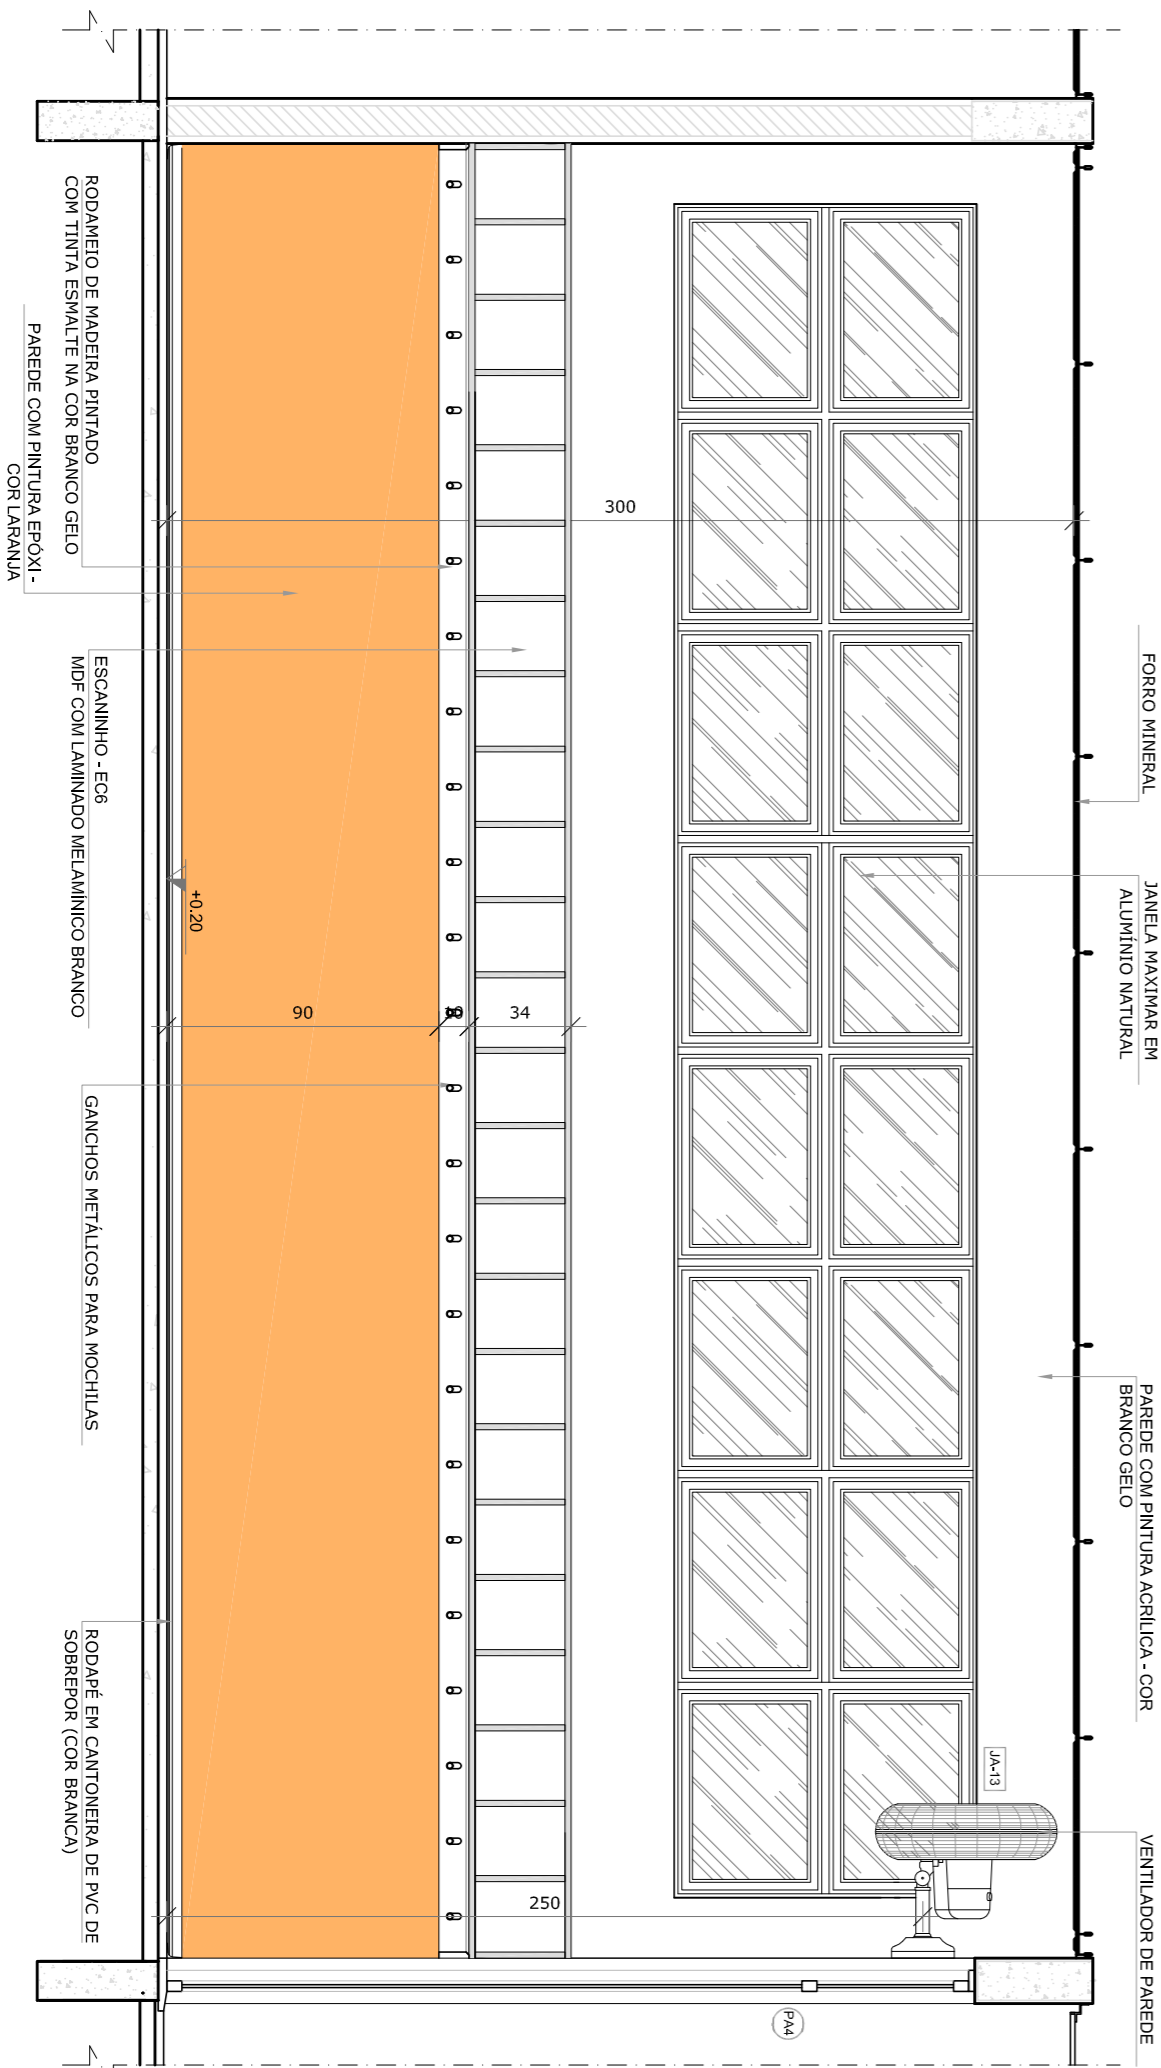 FORRO MINERAL
JANELA MAXIMAR EM
ALUMÍNIO NATURAL
PAREDE COM PINTURA ACRÍLICA - COR
BRANCO GELO
VENTILADOR DE PAREDE
JA-13
300
+0.20
90
34
250
PA4
RODAMEIO DE MADEIRA PINTADO
COM TINTA ESMALTE NA COR BRANCO GELO
PAREDE COM PINTURA EPÓXI -
COR LARANJA
ESCANINHO - EC6
MDF COM LAMINADO MELAMÍNICO BRANCO
GANCHOS METÁLICOS PARA MOCHILAS
RODAPÉ EM CANTONEIRA DE PVC DE
SOBREPOR (COR BRANCA)